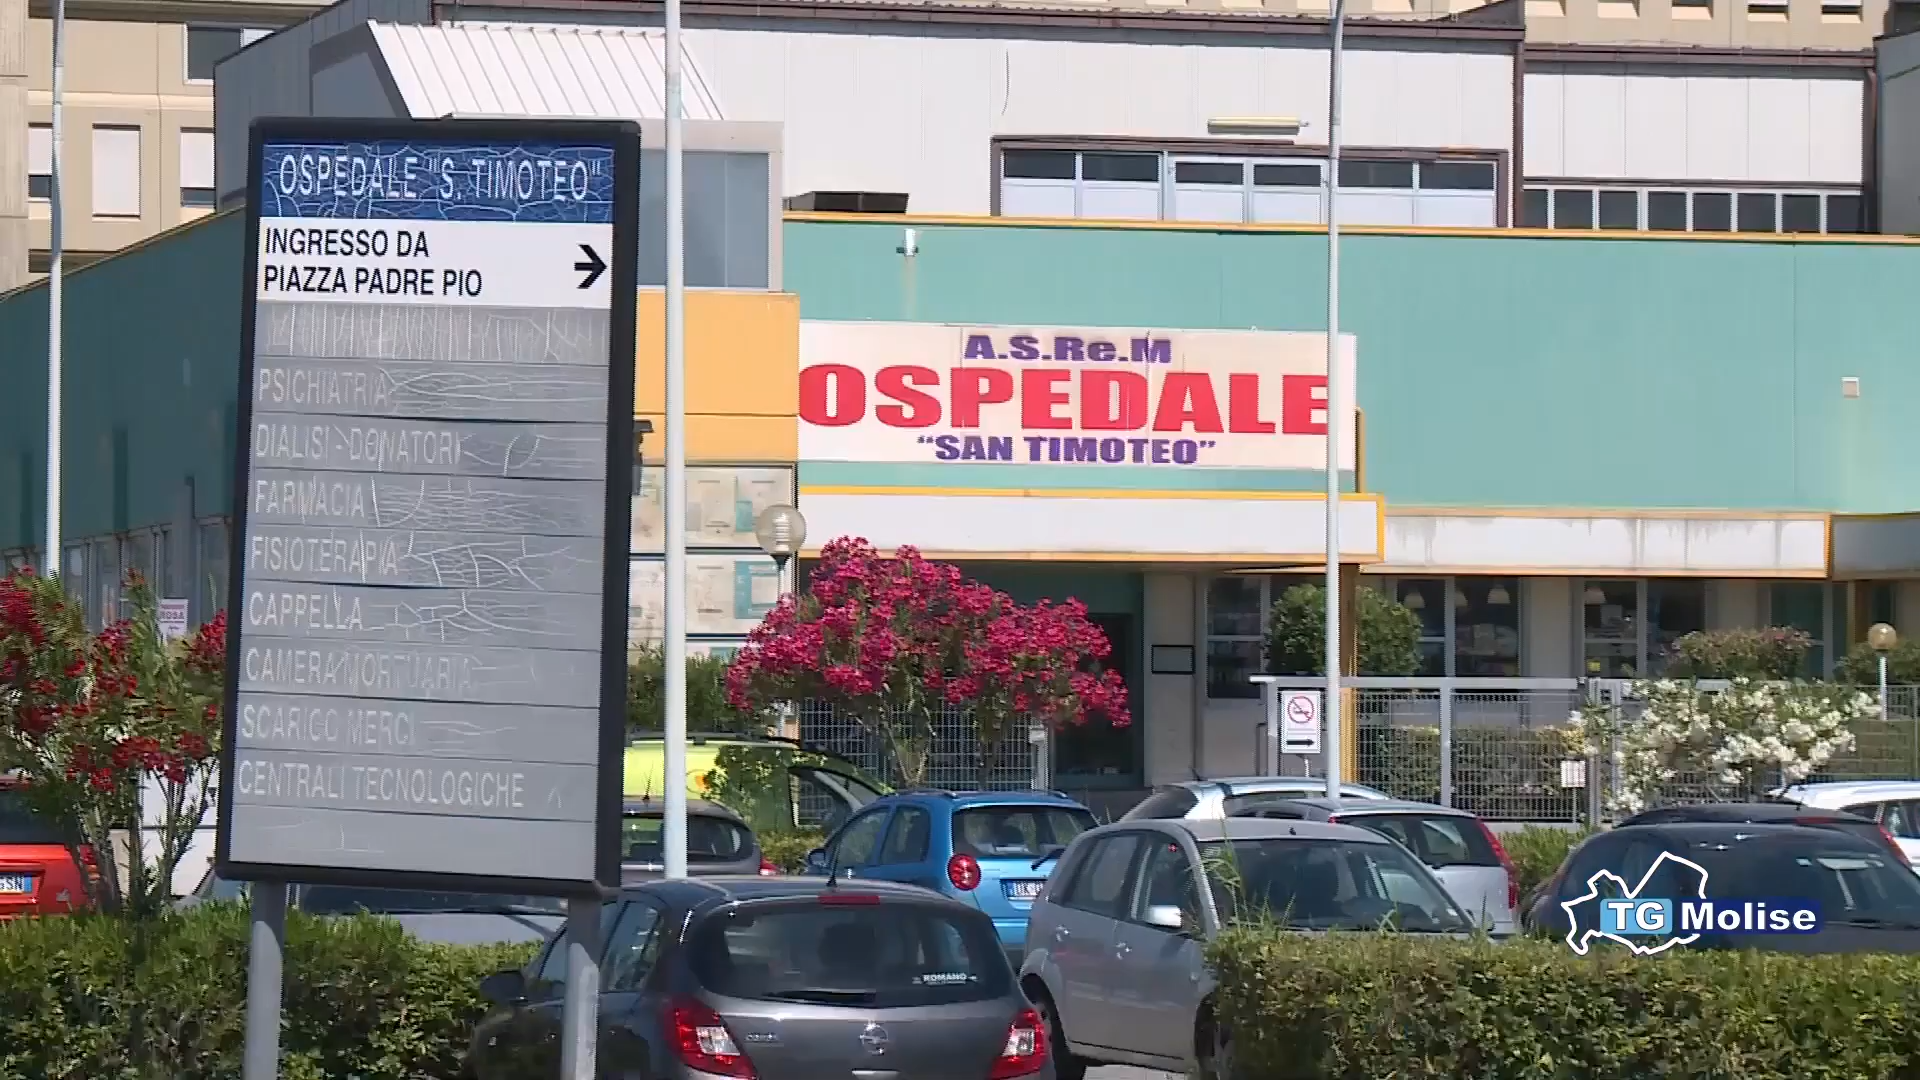 OSPEDALE "S. TIMOTEO"
INGRESSO DA
PIAZZA PADRE PIO
PSICHIATRIA
DIALISI - DONATORI
FARMACIA
FISIOTERAPIA
CAPPELLA
CAMERA MORTUARIA
SCARICO MERCI
CENTRALI TECNOLOGICHE
A.S.Re.M
OSPEDALE
"SAN TIMOTEO"
ROMANO
TG Molise